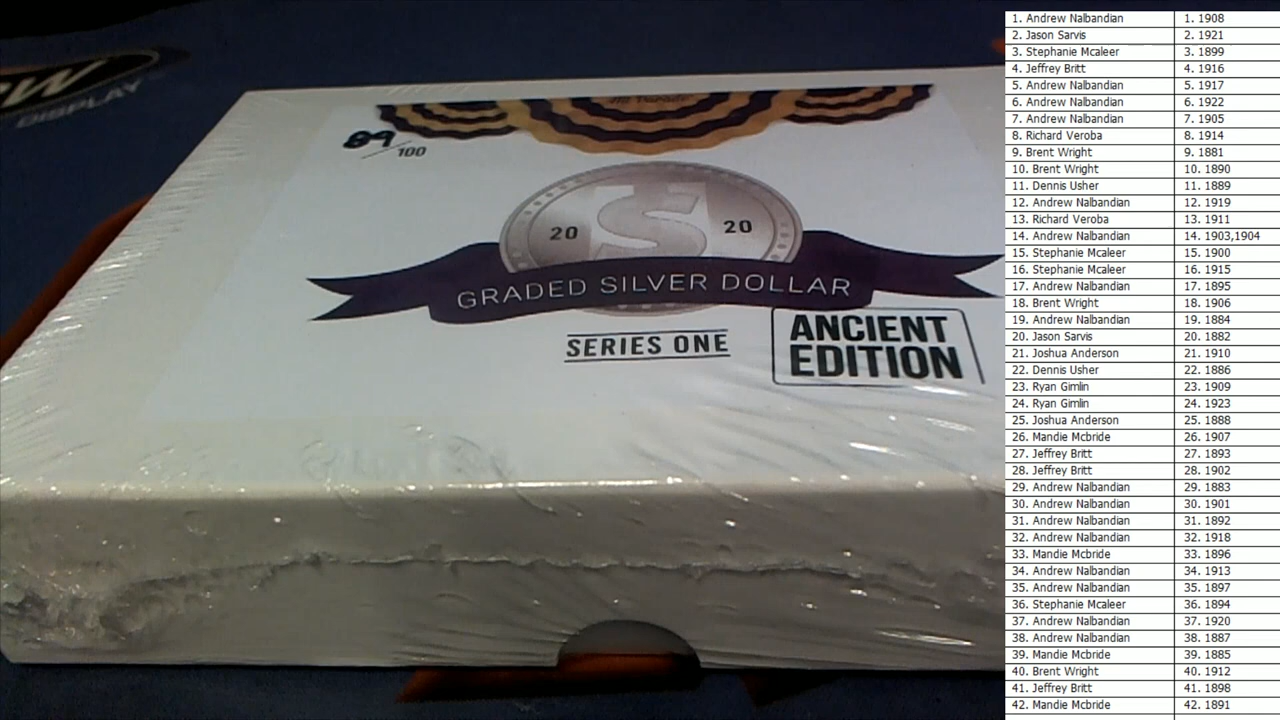 W
DISPLAY
89/100
20 S 20
GRADED SILVER DOLLAR
SERIES ONE
ANCIENT
EDITION
1. Andrew Nalbandian 1. 1908
2. Jason Sarvis 2. 1921
3. Stephanie Mcaleer 3. 1899
4. Jeffrey Britt 4. 1916
5. Andrew Nalbandian 5. 1917
6. Andrew Nalbandian 6. 1922
7. Andrew Nalbandian 7. 1905
8. Richard Veroba 8. 1914
9. Brent Wright 9. 1881
10. Brent Wright 10. 1890
11. Dennis Usher 11. 1889
12. Andrew Nalbandian 12. 1919
13. Richard Veroba 13. 1911
14. Andrew Nalbandian 14. 1903,1904
15. Stephanie Mcaleer 15. 1900
16. Stephanie Mcaleer 16. 1915
17. Andrew Nalbandian 17. 1895
18. Brent Wright 18. 1906
19. Andrew Nalbandian 19. 1884
20. Jason Sarvis 20. 1882
21. Joshua Anderson 21. 1910
22. Dennis Usher 22. 1886
23. Ryan Gimlin 23. 1909
24. Ryan Gimlin 24. 1923
25. Joshua Anderson 25. 1888
26. Mandie Mcbride 26. 1907
27. Jeffrey Britt 27. 1893
28. Jeffrey Britt 28. 1902
29. Andrew Nalbandian 29. 1883
30. Andrew Nalbandian 30. 1901
31. Andrew Nalbandian 31. 1892
32. Andrew Nalbandian 32. 1918
33. Mandie Mcbride 33. 1896
34. Andrew Nalbandian 34. 1913
35. Andrew Nalbandian 35. 1897
36. Stephanie Mcaleer 36. 1894
37. Andrew Nalbandian 37. 1920
38. Andrew Nalbandian 38. 1887
39. Mandie Mcbride 39. 1885
40. Brent Wright 40. 1912
41. Jeffrey Britt 41. 1898
42. Mandie Mcbride 42. 1891